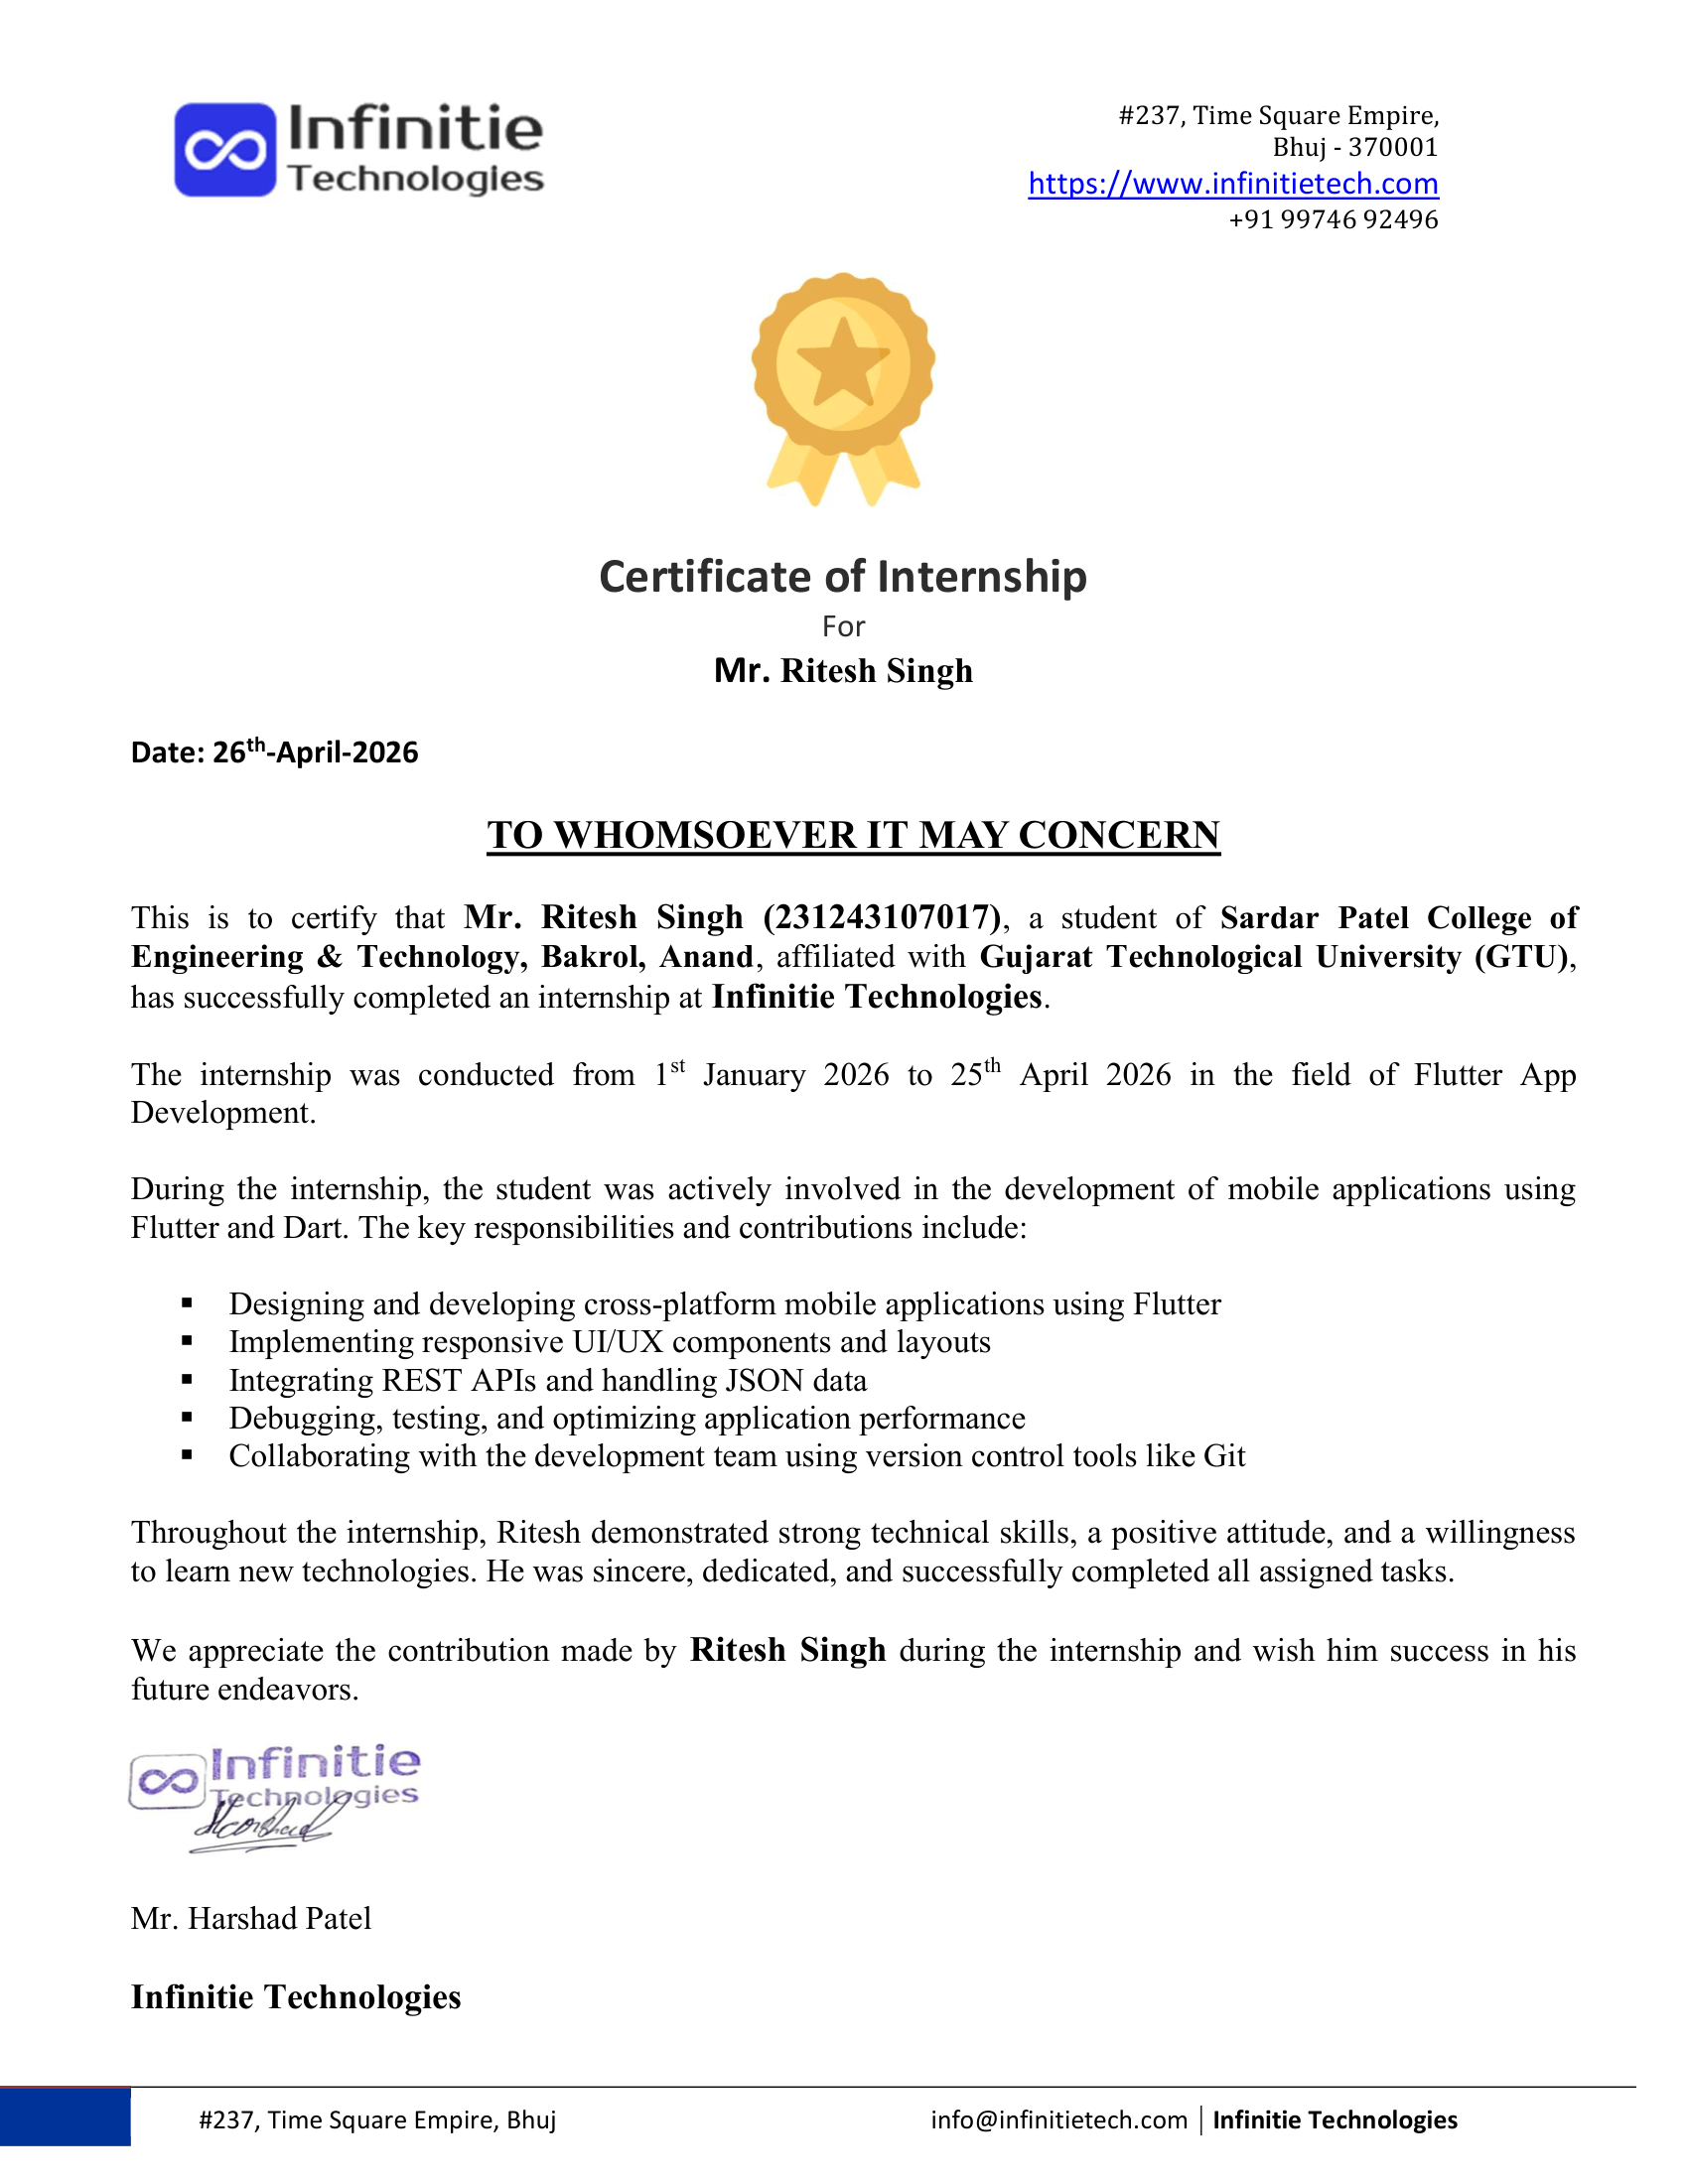 Infinitie
Technologies
#237, Time Square Empire,
Bhuj - 370001
https://www.infinitietech.com
+91 99746 92496
Certificate of Internship
For
Mr. Ritesh Singh
Date: 26th-April-2026
TO WHOMSOEVER IT MAY CONCERN
This is to certify that Mr. Ritesh Singh (231243107017), a student of Sardar Patel College of
Engineering & Technology, Bakrol, Anand, affiliated with Gujarat Technological University (GTU),
has successfully completed an internship at Infinitie Technologies.
The internship was conducted from 1st January 2026 to 25th April 2026 in the field of Flutter App
Development.
During the internship, the student was actively involved in the development of mobile applications using
Flutter and Dart. The key responsibilities and contributions include:
▪ Designing and developing cross-platform mobile applications using Flutter
▪ Implementing responsive UI/UX components and layouts
▪ Integrating REST APIs and handling JSON data
▪ Debugging, testing, and optimizing application performance
▪ Collaborating with the development team using version control tools like Git
Throughout the internship, Ritesh demonstrated strong technical skills, a positive attitude, and a willingness
to learn new technologies. He was sincere, dedicated, and successfully completed all assigned tasks.
We appreciate the contribution made by Ritesh Singh during the internship and wish him success in his
future endeavors.
Infinitie
Technologies
Harshad
Mr. Harshad Patel
Infinitie Technologies
#237, Time Square Empire, Bhuj
info@infinitietech.com | Infinitie Technologies